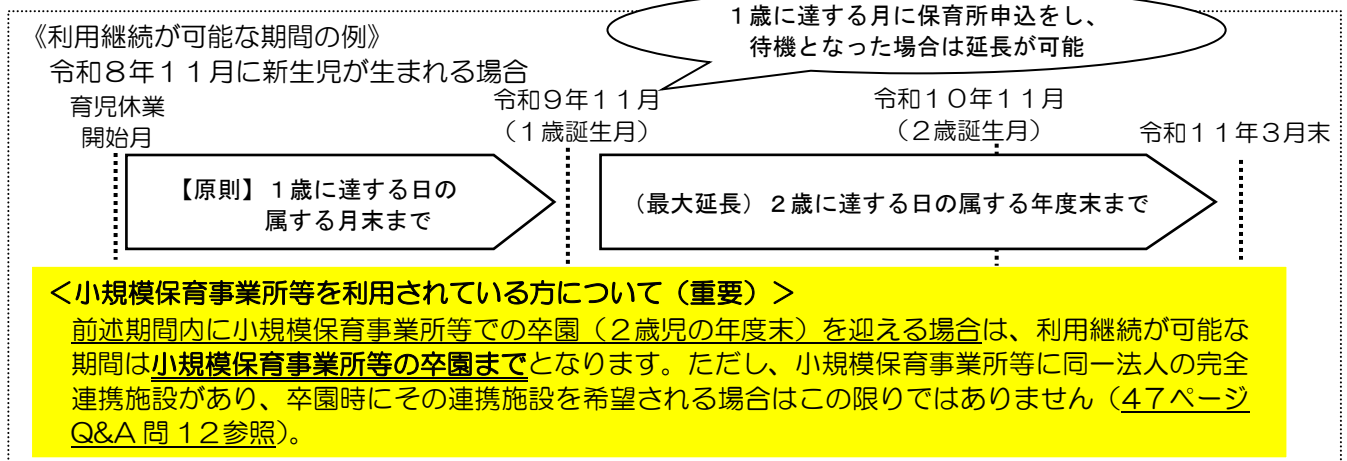 1歳に達する月に保育所申込をし、
待機となった場合は延長が可能
《利用継続が可能な期間の例》
令和8年11月に新生児が生まれる場合
育児休業
開始月
令和9年11月
（1歳誕生月）
令和10年11月
（2歳誕生月）
令和11年3月末
【原則】1歳に達する日の
属する月末まで
（最大延長）2歳に達する日の属する年度末まで
＜小規模保育事業所等を利用されている方について（重要）＞
前述期間内に小規模保育事業所等での卒園（2歳児の年度末）を迎える場合は、利用継続が可能な
期間は小規模保育事業所等の卒園までとなります。ただし、小規模保育事業所等に同一法人の完全
連携施設があり、卒園時にその連携施設を希望される場合はこの限りではありません（47ページ
Q&A 問12参照）。